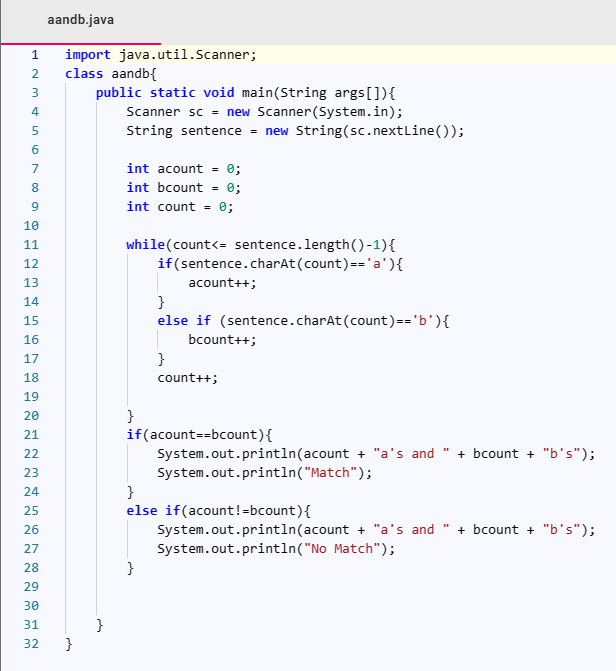 aandb.java
1 import java.util.Scanner;
2 class aandb{
3     public static void main(String args[]){
4         Scanner sc = new Scanner(System.in);
5         String sentence = new String(sc.nextLine());
6
7         int acount = 0;
8         int bcount = 0;
9         int count = 0;
10
11         while(count<= sentence.length()-1){
12             if(sentence.charAt(count)=='a'){
13                 acount++;
14             }
15             else if (sentence.charAt(count)=='b'){
16                 bcount++;
17             }
18             count++;
19
20         }
21         if(acount==bcount){
22             System.out.println(acount + "a's and " + bcount + "b's");
23             System.out.println("Match");
24         }
25         else if(acount!=bcount){
26             System.out.println(acount + "a's and " + bcount + "b's");
27             System.out.println("No Match");
28         }
29
30
31     }
32 }